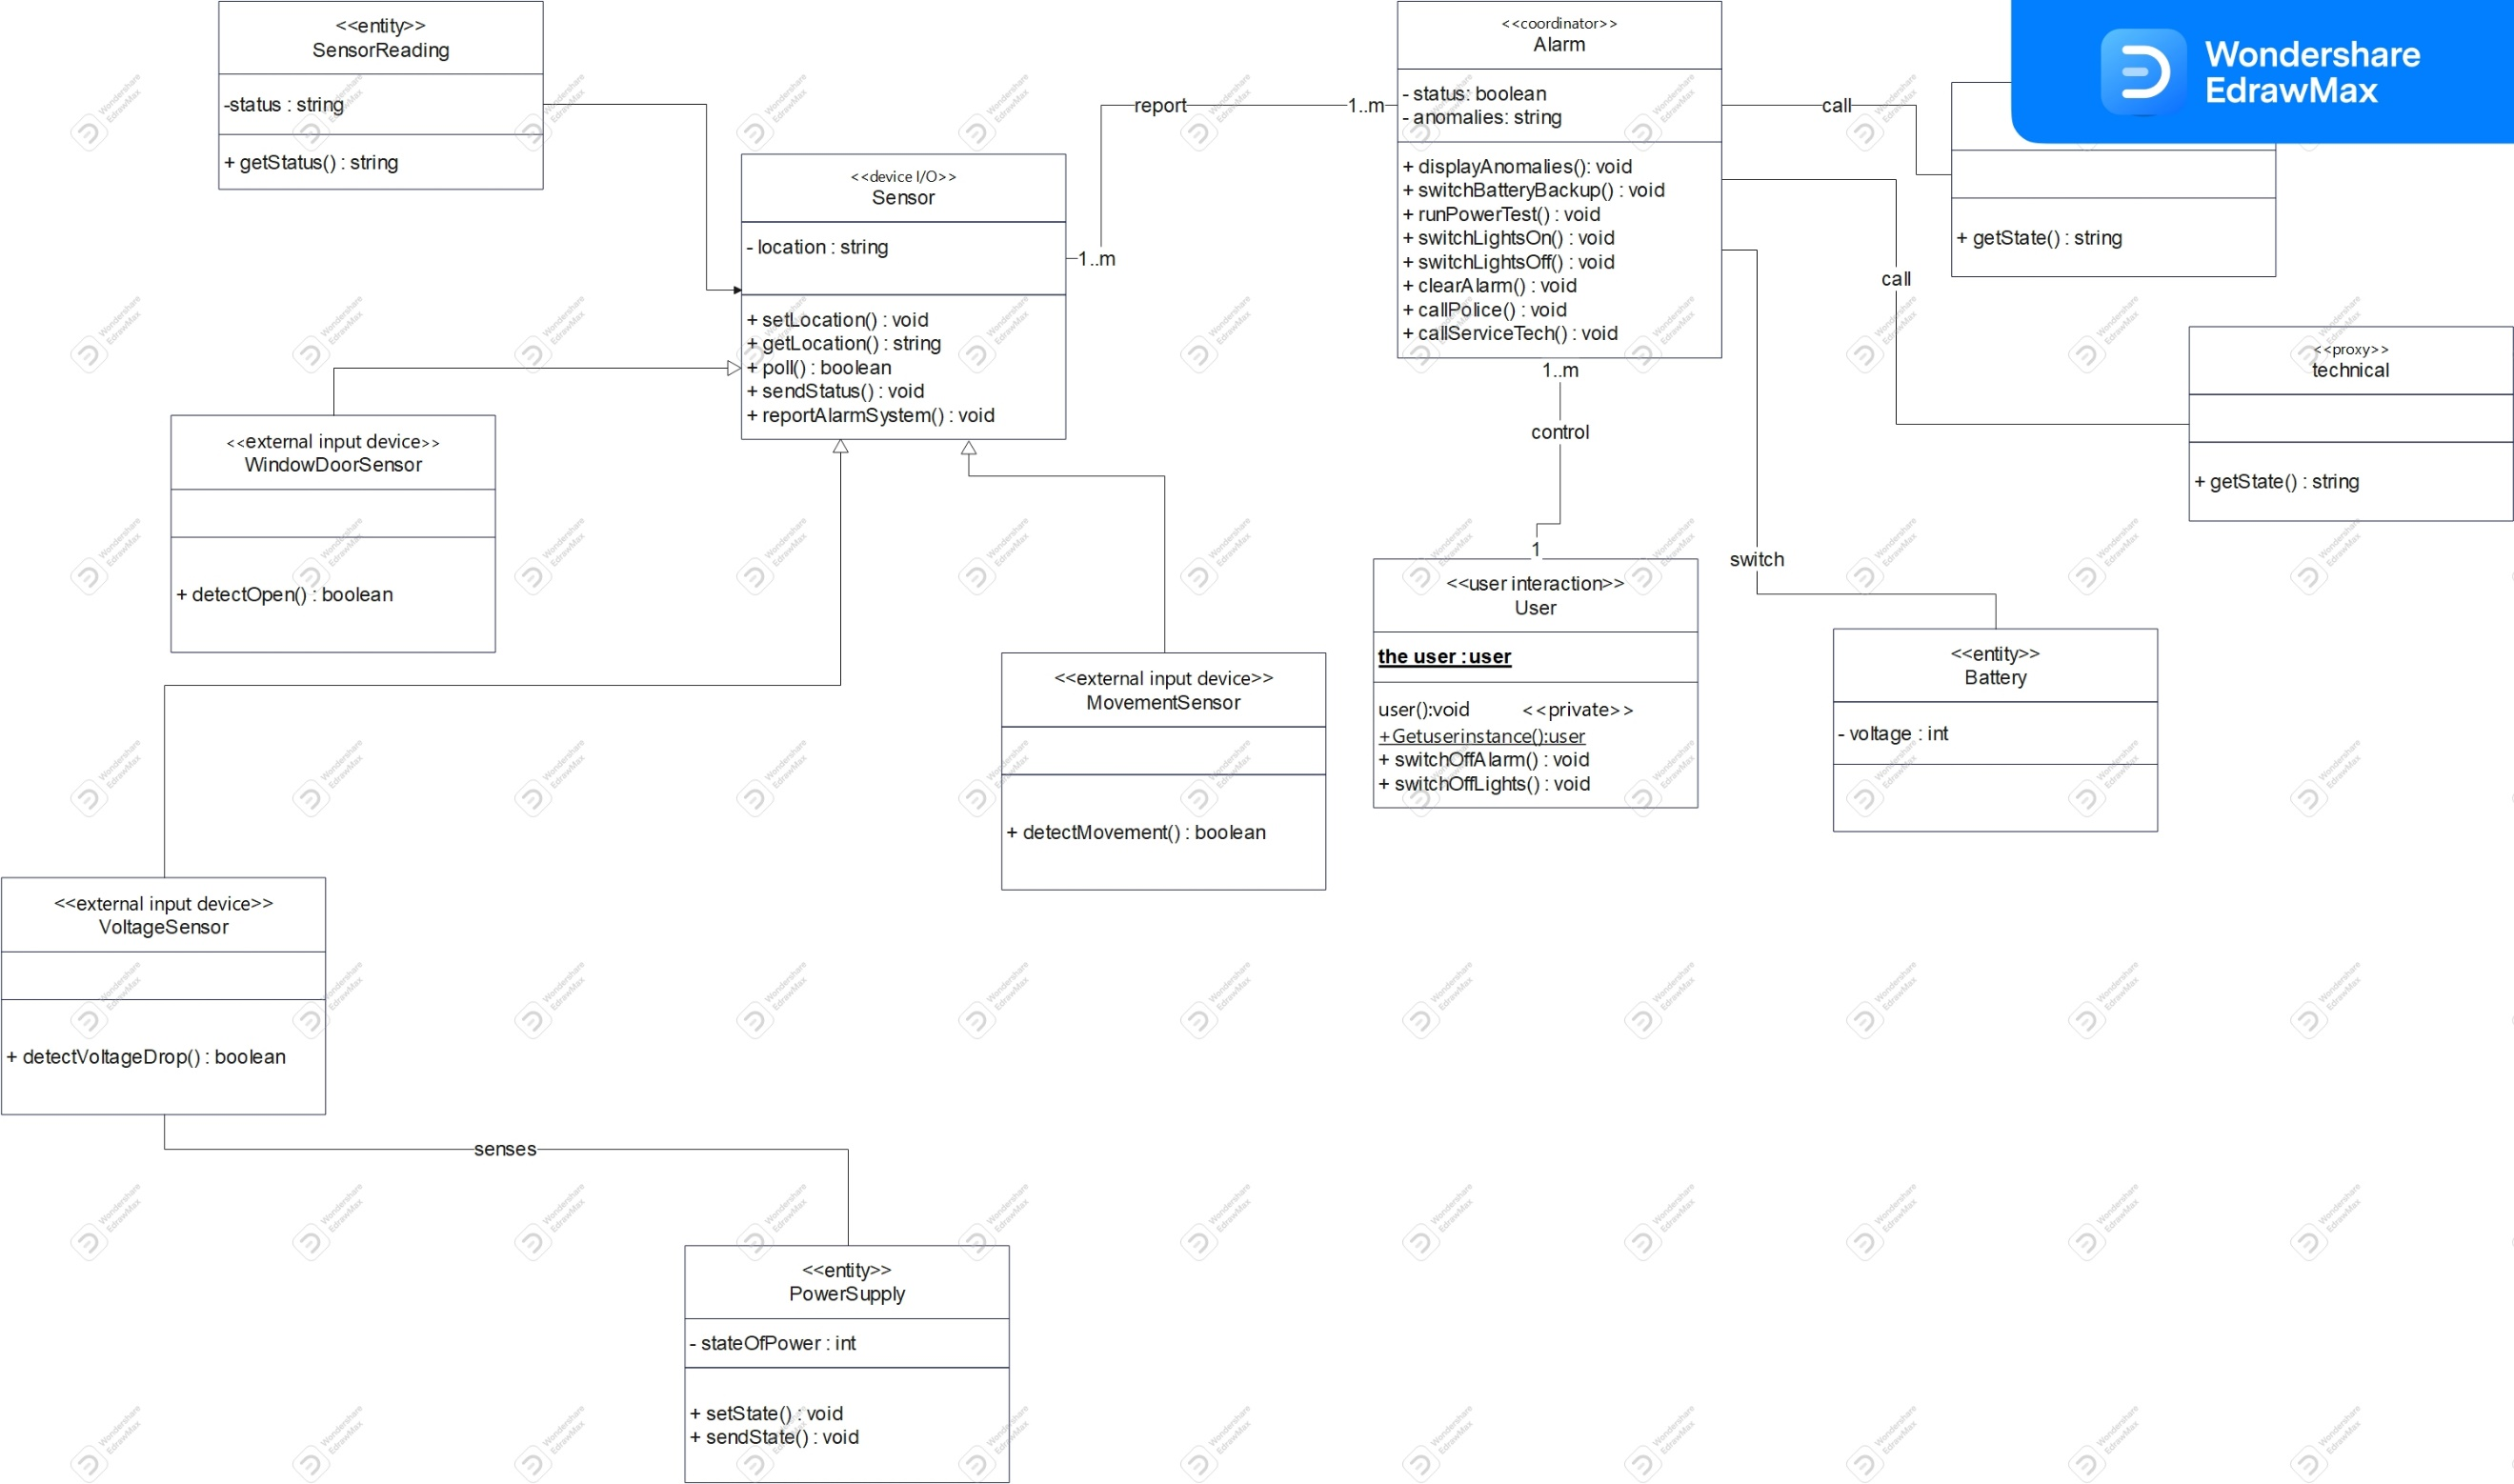 <<entity>>
SensorReading
-status : string
+ getStatus() : string
<<device I/O>>
Sensor
- location : string
+ setLocation() : void
+ getLocation() : string
+ poll() : boolean
+ sendStatus() : void
+ reportAlarmSystem() : void
report
1..m
1..m
<<coordinator>>
Alarm
- status: boolean
- anomalies: string
+ displayAnomalies(): void
+ switchBatteryBackup() : void
+ runPowerTest() : void
+ switchLightsOn() : void
+ switchLightsOff() : void
+ clearAlarm() : void
+ callPolice() : void
+ callServiceTech() : void
call
Wondershare
EdrawMax
+ getState() : string
call
<<proxy>>
technical
+ getState() : string
1..m
control
1
switch
<<external input device>>
WindowDoorSensor
+ detectOpen() : boolean
<<external input device>>
MovementSensor
+ detectMovement() : boolean
<<user interaction>>
User
the user :user
user():void <<private>>
+Getuserinstance():user
+ switchOffAlarm() : void
+ switchOffLights() : void
<<entity>>
Battery
- voltage : int
<<external input device>>
VoltageSensor
+ detectVoltageDrop() : boolean
senses
<<entity>>
PowerSupply
- stateOfPower : int
+ setState() : void
+ sendState() : void